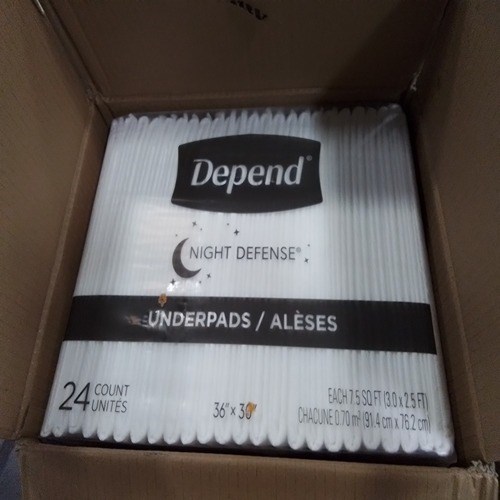 Depend®
NIGHT DEFENSE®
UNDERPADS / ALÈSES
24 COUNT
UNITÉS
36" x 30"
EACH 7.5 SQ FT (3.0 x 2.5 FT)
CHACUNE 0.70 m² (91.4 cm x 76.2 cm)